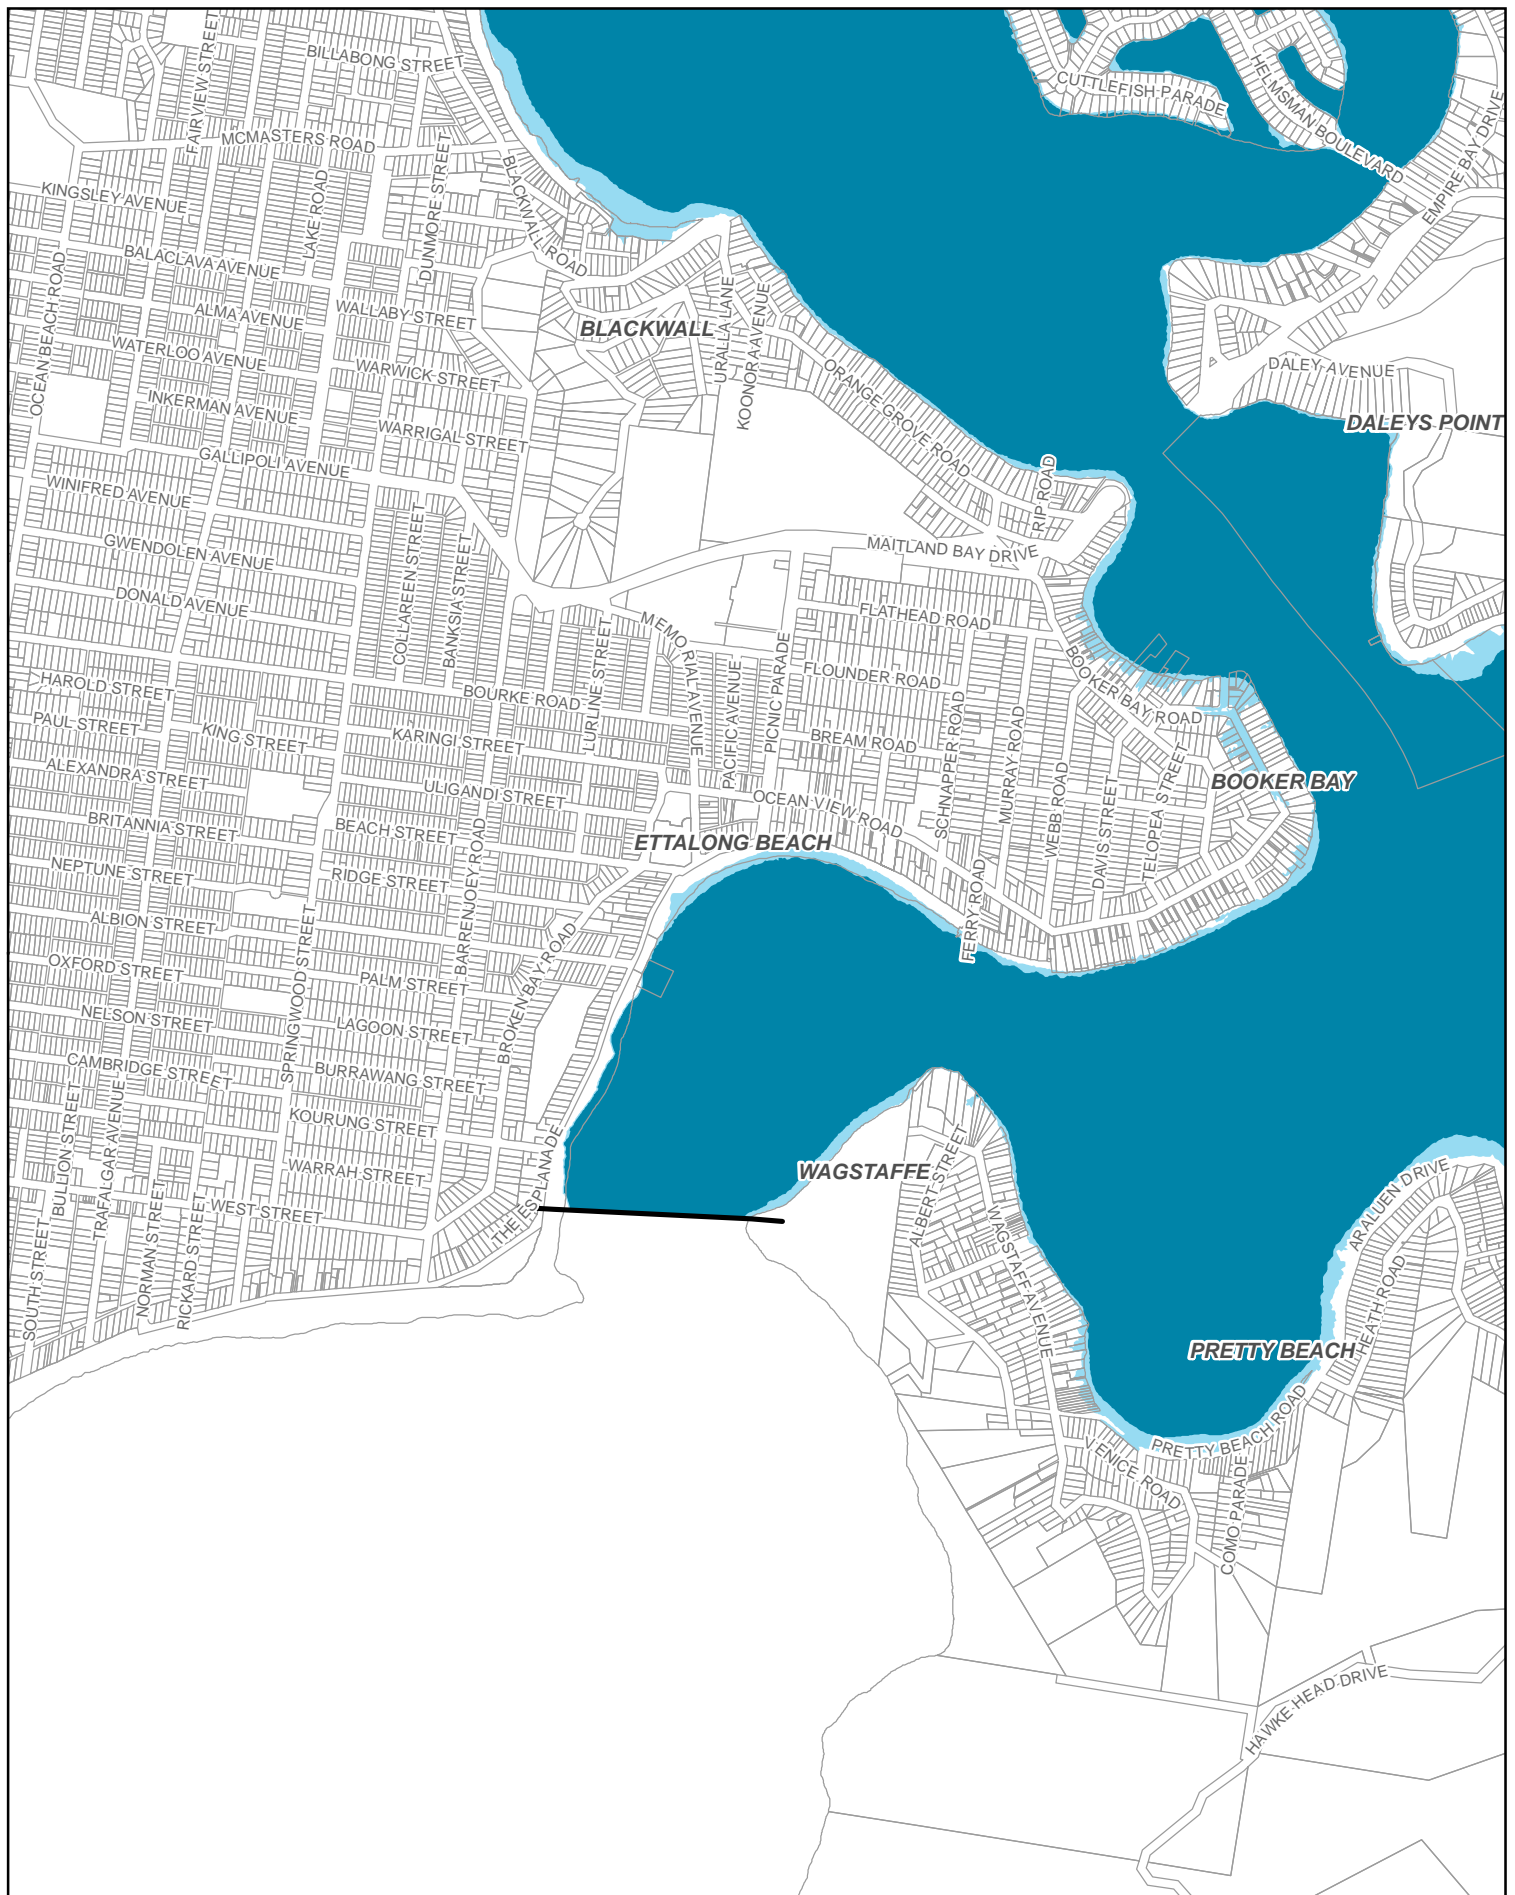 FAIRVIEW STREET
BILLABONG STREET
CUTTLEFISH PARADE
HELMSMAN BOULEVARD
EMPIRE BAY DRIVE
MCMASTERS ROAD
DUNMORE STREET
BLACKWALL ROAD
KINGSLEY AVENUE
LAKE ROAD
BALACLAVA AVENUE
OCEAN BEACH ROAD
ALMA AVENUE
WALLABY STREET
BLACKWALL
URALLA LANE
KOONORA AVENUE
WATERLOO AVENUE
WARWICK STREET
ORANGE GROVE ROAD
DALEY AVENUE
INKERMAN AVENUE
WARRIGAL STREET
DALEYS POINT
GALLIPOLI AVENUE
WINIFRED AVENUE
RIP ROAD
COLLAREEN STREET
BANKSIA STREET
GWENDOLEN AVENUE
MAITLAND BAY DRIVE
DONALD AVENUE
MEMORIAL AVENUE
FLATHEAD ROAD
LURLINE STREET
PACIFIC AVENUE
PICNIC PARADE
FLOUNDER ROAD
BOOKER BAY ROAD
HAROLD STREET
BOURKE ROAD
PAUL STREET
KING STREET
KARINGI STREET
BREAM ROAD
SCHNAPPER ROAD
MURRAY ROAD
WEBB ROAD
DAVIS STREET
TELOPEA STREET
BOOKER BAY
ALEXANDRA STREET
ULIGANDI STREET
OCEAN VIEW ROAD
BRITANNIA STREET
BEACH STREET
BARRENJOEY ROAD
ETTALONG BEACH
NEPTUNE STREET
RIDGE STREET
FERRY ROAD
ALBION STREET
SPRINGWOOD STREET
BROKEN BAY ROAD
OXFORD STREET
PALM STREET
NELSON STREET
LAGOON STREET
CAMBRIDGE STREET
BURRAWANG STREET
BULLION STREET
TRAFALGAR AVENUE
KOURUNG STREET
WARRAH STREET
THE ESPLANADE
WAGSTAFFE
ALBERT STREET
WAGSTAFF AVENUE
ARALUEN DRIVE
WEST STREET
SOUTH STREET
NORMAN STREET
RICKARD STREET
HEATH ROAD
PRETTY BEACH
PRETTY BEACH ROAD
VENICE ROAD
COMO PARADE
HAWKE HEAD DRIVE